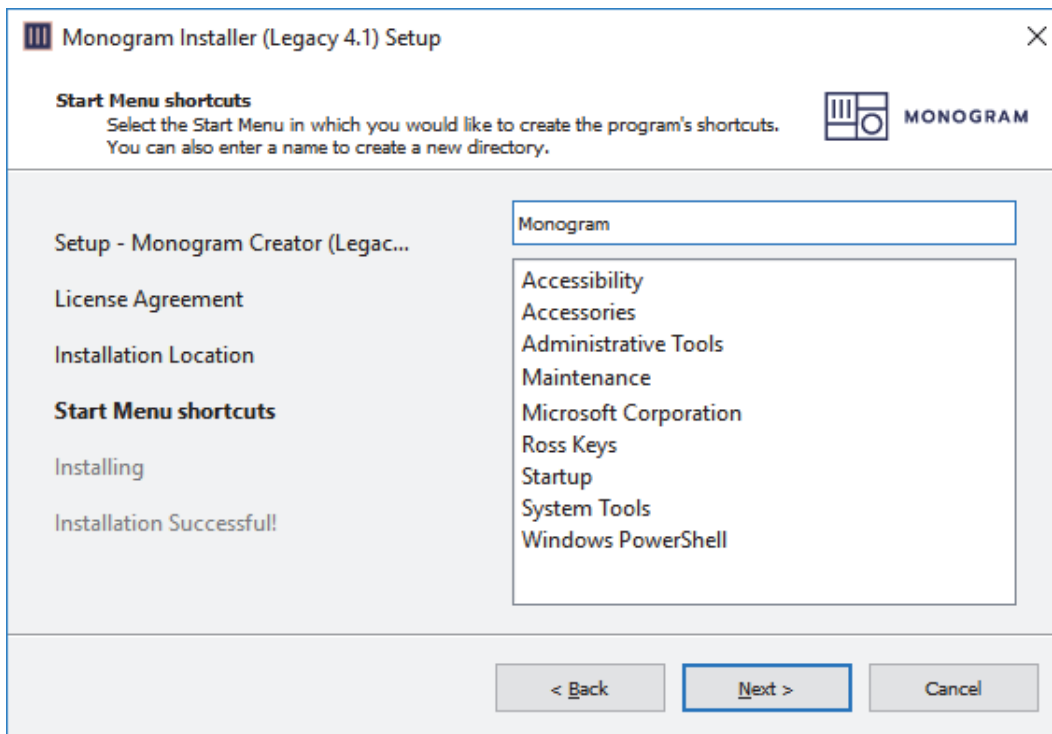 Monogram Installer (Legacy 4.1) Setup
Start Menu shortcuts
Select the Start Menu in which you would like to create the program's shortcuts.
You can also enter a name to create a new directory.
MONOGRAM
Setup - Monogram Creator (Legac...
License Agreement
Installation Location
Start Menu shortcuts
Installing
Installation Successful!
Monogram
Accessibility
Accessories
Administrative Tools
Maintenance
Microsoft Corporation
Ross Keys
Startup
System Tools
Windows PowerShell
< Back
Next >
Cancel